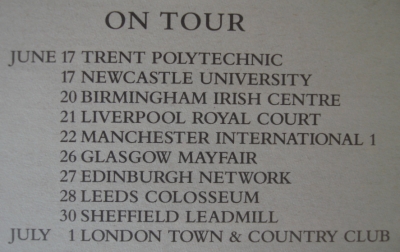 ON TOUR
JUNE 17 TRENT POLYTECHNIC
17 NEWCASTLE UNIVERSITY
20 BIRMINGHAM IRISH CENTRE
21 LIVERPOOL ROYAL COURT
22 MANCHESTER INTERNATIONAL 1
26 GLASGOW MAYFAIR
27 EDINBURGH NETWORK
28 LEEDS COLOSSEUM
30 SHEFFIELD LEADMILL
JULY 1 LONDON TOWN & COUNTRY CLUB